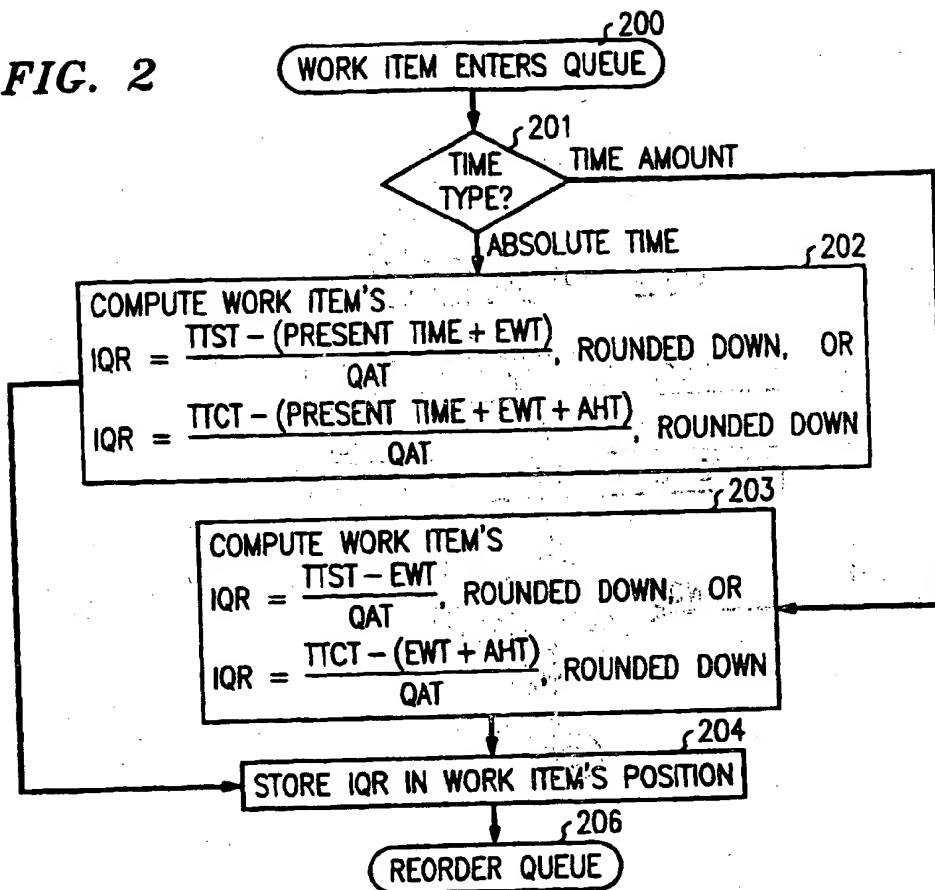 FIG. 2
200
WORK ITEM ENTERS QUEUE
201
TIME TYPE?
TIME AMOUNT
ABSOLUTE TIME
202
COMPUTE WORK ITEM'S
IQR = TTST - (PRESENT TIME + EWT) / QAT, ROUNDED DOWN, OR
IQR = TTCT - (PRESENT TIME + EWT + AHT) / QAT, ROUNDED DOWN
203
COMPUTE WORK ITEM'S
IQR = TTST - EWT / QAT, ROUNDED DOWN, OR
IQR = TTCT - (EWT + AHT) / QAT, ROUNDED DOWN
204
STORE IQR IN WORK ITEM'S POSITION
206
REORDER QUEUE